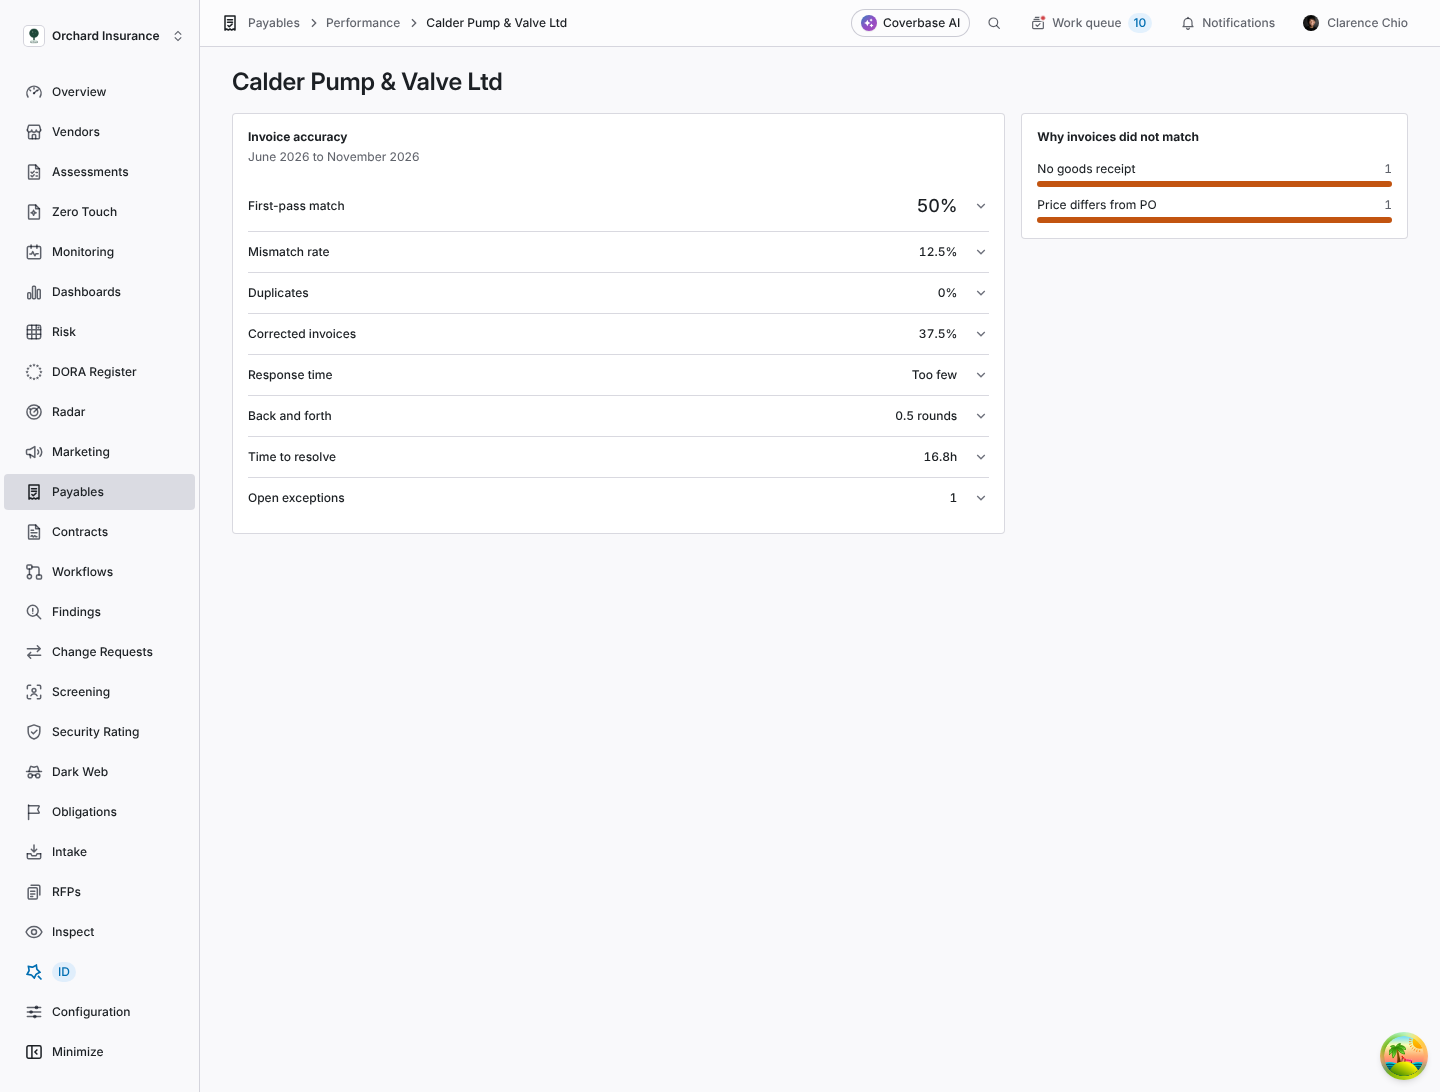 Orchard Insurance
Overview
Vendors
Assessments
Zero Touch
Monitoring
Dashboards
Risk
DORA Register
Radar
Marketing
Payables
Contracts
Workflows
Findings
Change Requests
Screening
Security Rating
Dark Web
Obligations
Intake
RFPs
Inspect
ID
Configuration
Minimize
Payables > Performance > Calder Pump & Valve Ltd
Coverbase AI
Work queue 10
Notifications
Clarence Chio
Calder Pump & Valve Ltd
Invoice accuracy
June 2026 to November 2026
First-pass match 50%
Mismatch rate 12.5%
Duplicates 0%
Corrected invoices 37.5%
Response time Too few
Back and forth 0.5 rounds
Time to resolve 16.8h
Open exceptions 1
Why invoices did not match
No goods receipt 1
Price differs from PO 1